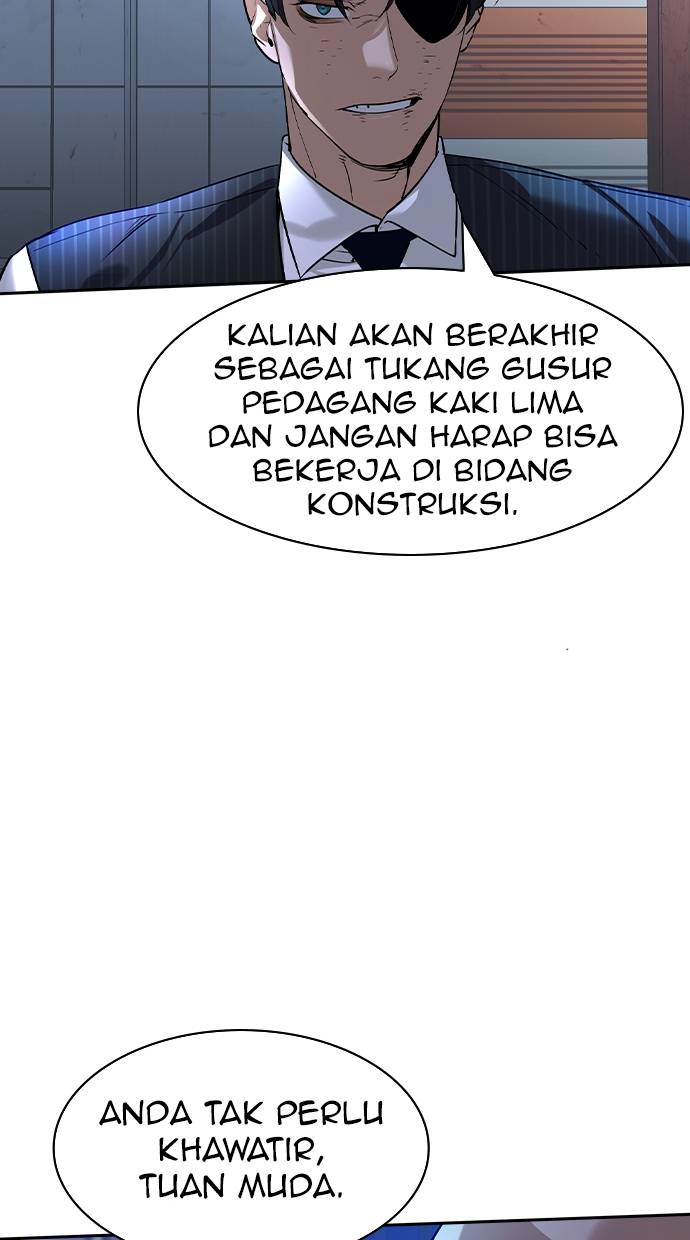 KALIAN AKAN BERAKHIR
SEBAGAI TUKANG GUSUR
PEDAGANG KAKI LIMA
DAN JANGAN HARAP BISA
BEKERJA DI BIDANG
KONSTRUKSI.
ANDA TAK PERLU
KHAWATIR,
TUAN MUDA.